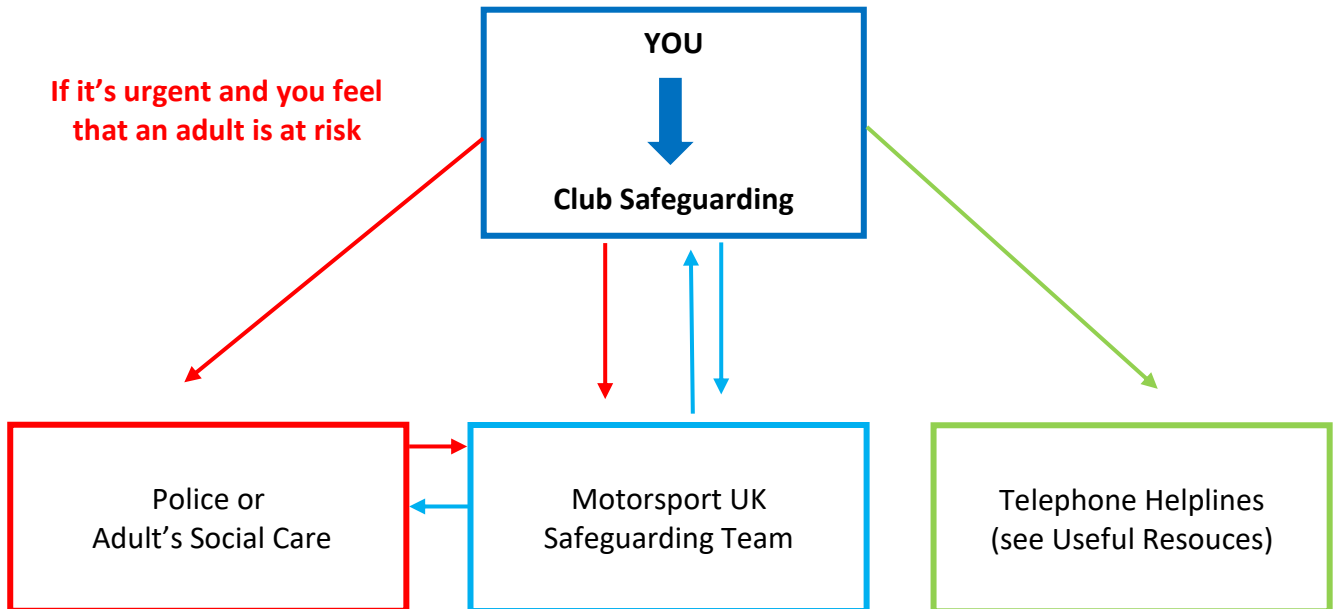 YOU
If it’s urgent and you feel
that an adult is at risk
Club Safeguarding
Police or
Adult’s Social Care
Motorsport UK
Safeguarding Team
Telephone Helplines
(see Useful Resouces)